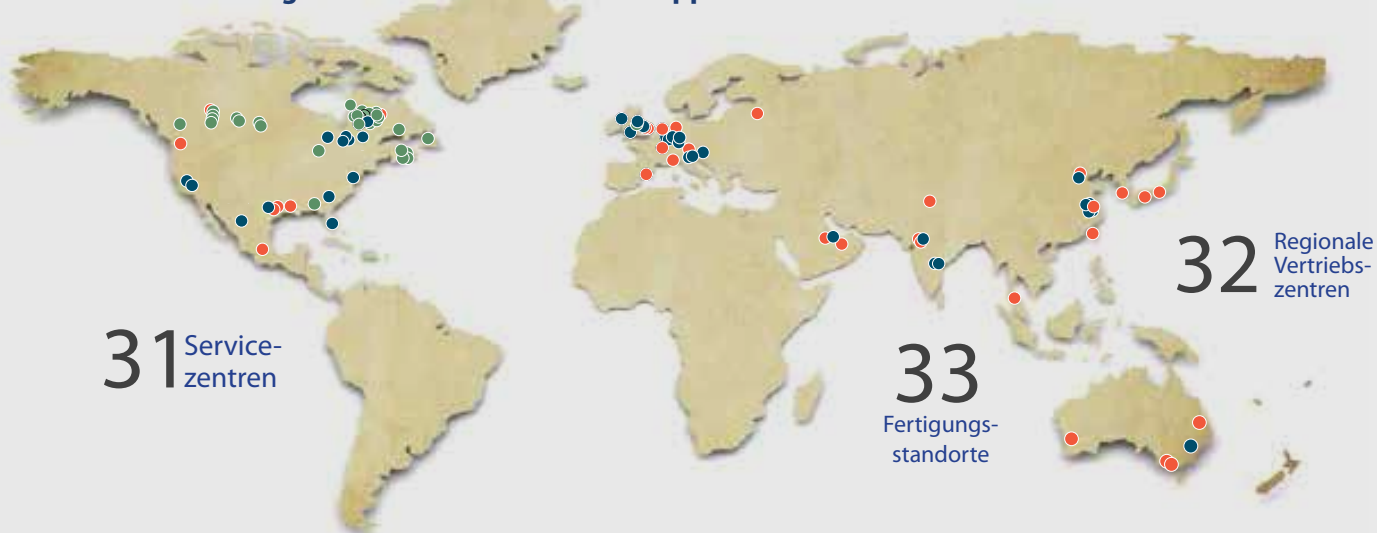 31
Service-
zentren
33
Fertigungs-
standorte
32
Regionale
Vertriebs-
zentren